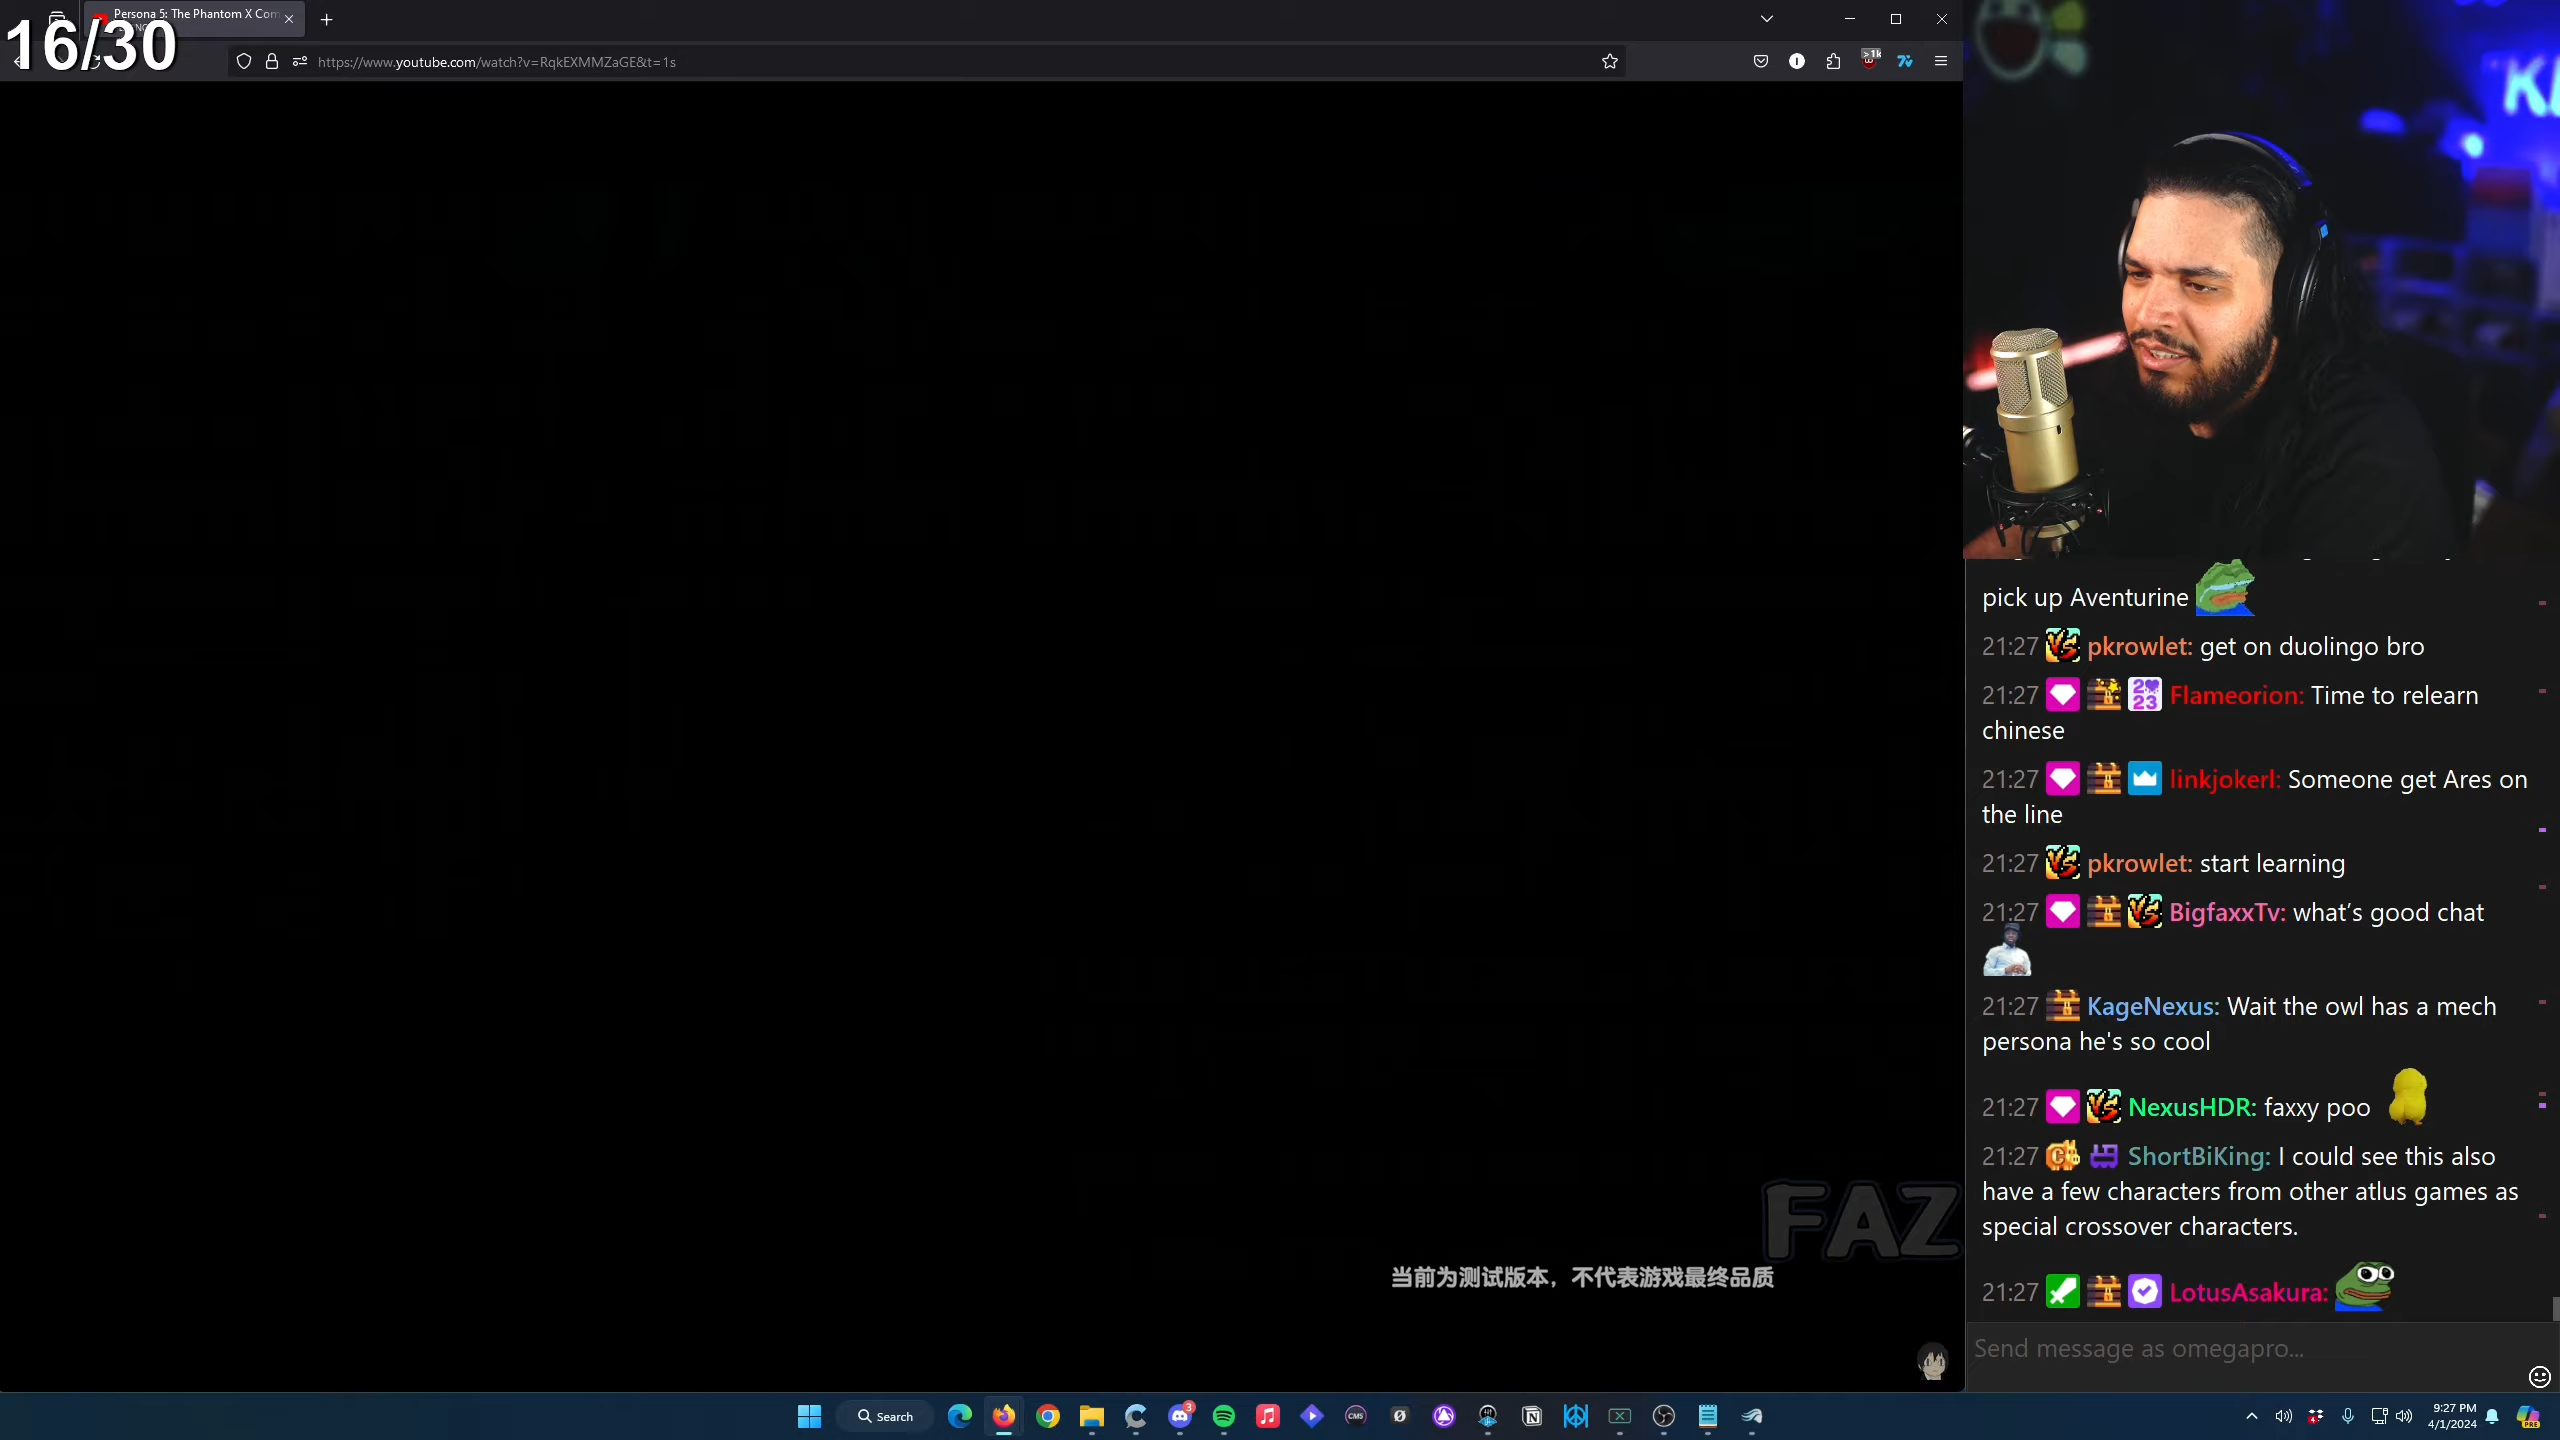 Persona 5: The Phantom X Com
16/30
https://www.youtube.com/watch?v=RqkEXMMZaGE&t=1s
>1k
pick up Aventurine
21:27 pkrowlet: get on duolingo bro
21:27 Flameorion: Time to relearn
chinese
21:27 linkjokerl: Someone get Ares on
the line
21:27 pkrowlet: start learning
21:27 BigfaxxTv: what's good chat
21:27 KageNexus: Wait the owl has a mech
persona he's so cool
21:27 NexusHDR: faxxy poo
21:27 ShortBiKing: I could see this also
have a few characters from other atlus games as
special crossover characters.
21:27 LotusAsakura:
Send message as omegapro...
FAZ
当前为测试版本，不代表游戏最终品质
Search
3
CMS
9:27 PM
4/1/2024
PRE